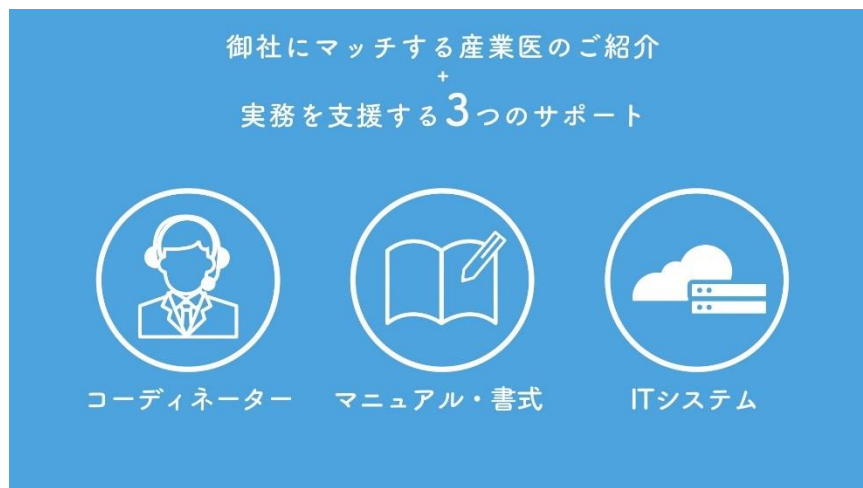 御社にマッチする産業医のご紹介
+
実務を支援する3つのサポート
コーディネーター
マニュアル・書式
ITシステム